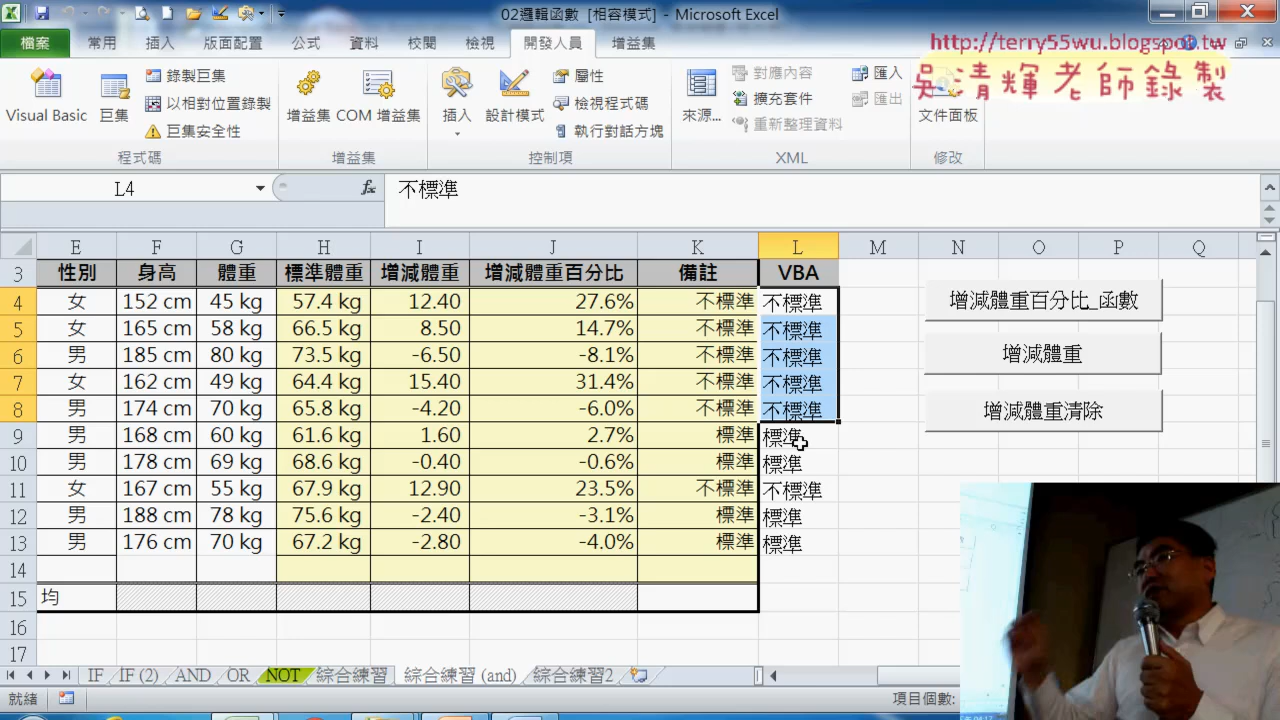 02邏輯函數 [相容模式] - Microsoft Excel
檔案 常用 插入 版面配置 公式 資料 校閱 檢視 開發人員 增益集
http://terry55wu.blogspot.tw
吳清輝老師錄製
Visual Basic 巨集 錄製巨集 以相對位置錄製 巨集安全性 程式碼
增益集 COM 增益集 增益集
插入 設計模式 屬性 檢視程式碼 執行對話方塊 控制項
來源... 對應內容 擴充套件 重新整理資料 匯入 匯出 XML
文件面板 修改
L4 fx 不標準
E F G H I J K L M N O P Q
3 性別 身高 體重 標準體重 增減體重 增減體重百分比 備註 VBA
4 女 152 cm 45 kg 57.4 kg 12.40 27.6% 不標準 不標準
5 女 165 cm 58 kg 66.5 kg 8.50 14.7% 不標準 不標準
6 男 185 cm 80 kg 73.5 kg -6.50 -8.1% 不標準 不標準
7 女 162 cm 49 kg 64.4 kg 15.40 31.4% 不標準 不標準
8 男 174 cm 70 kg 65.8 kg -4.20 -6.0% 不標準 不標準
9 男 168 cm 60 kg 61.6 kg 1.60 2.7% 標準 標準
10 男 178 cm 69 kg 68.6 kg -0.40 -0.6% 標準 標準
11 女 167 cm 55 kg 67.9 kg 12.90 23.5% 不標準 不標準
12 男 188 cm 78 kg 75.6 kg -2.40 -3.1% 標準 標準
13 男 176 cm 70 kg 67.2 kg -2.80 -4.0% 標準 標準
14
15 均
16
17
增減體重百分比_函數
增減體重
增減體重清除
IF IF (2) AND OR NOT 綜合練習 綜合練習 (and) 綜合練習2
就緒 項目個數: